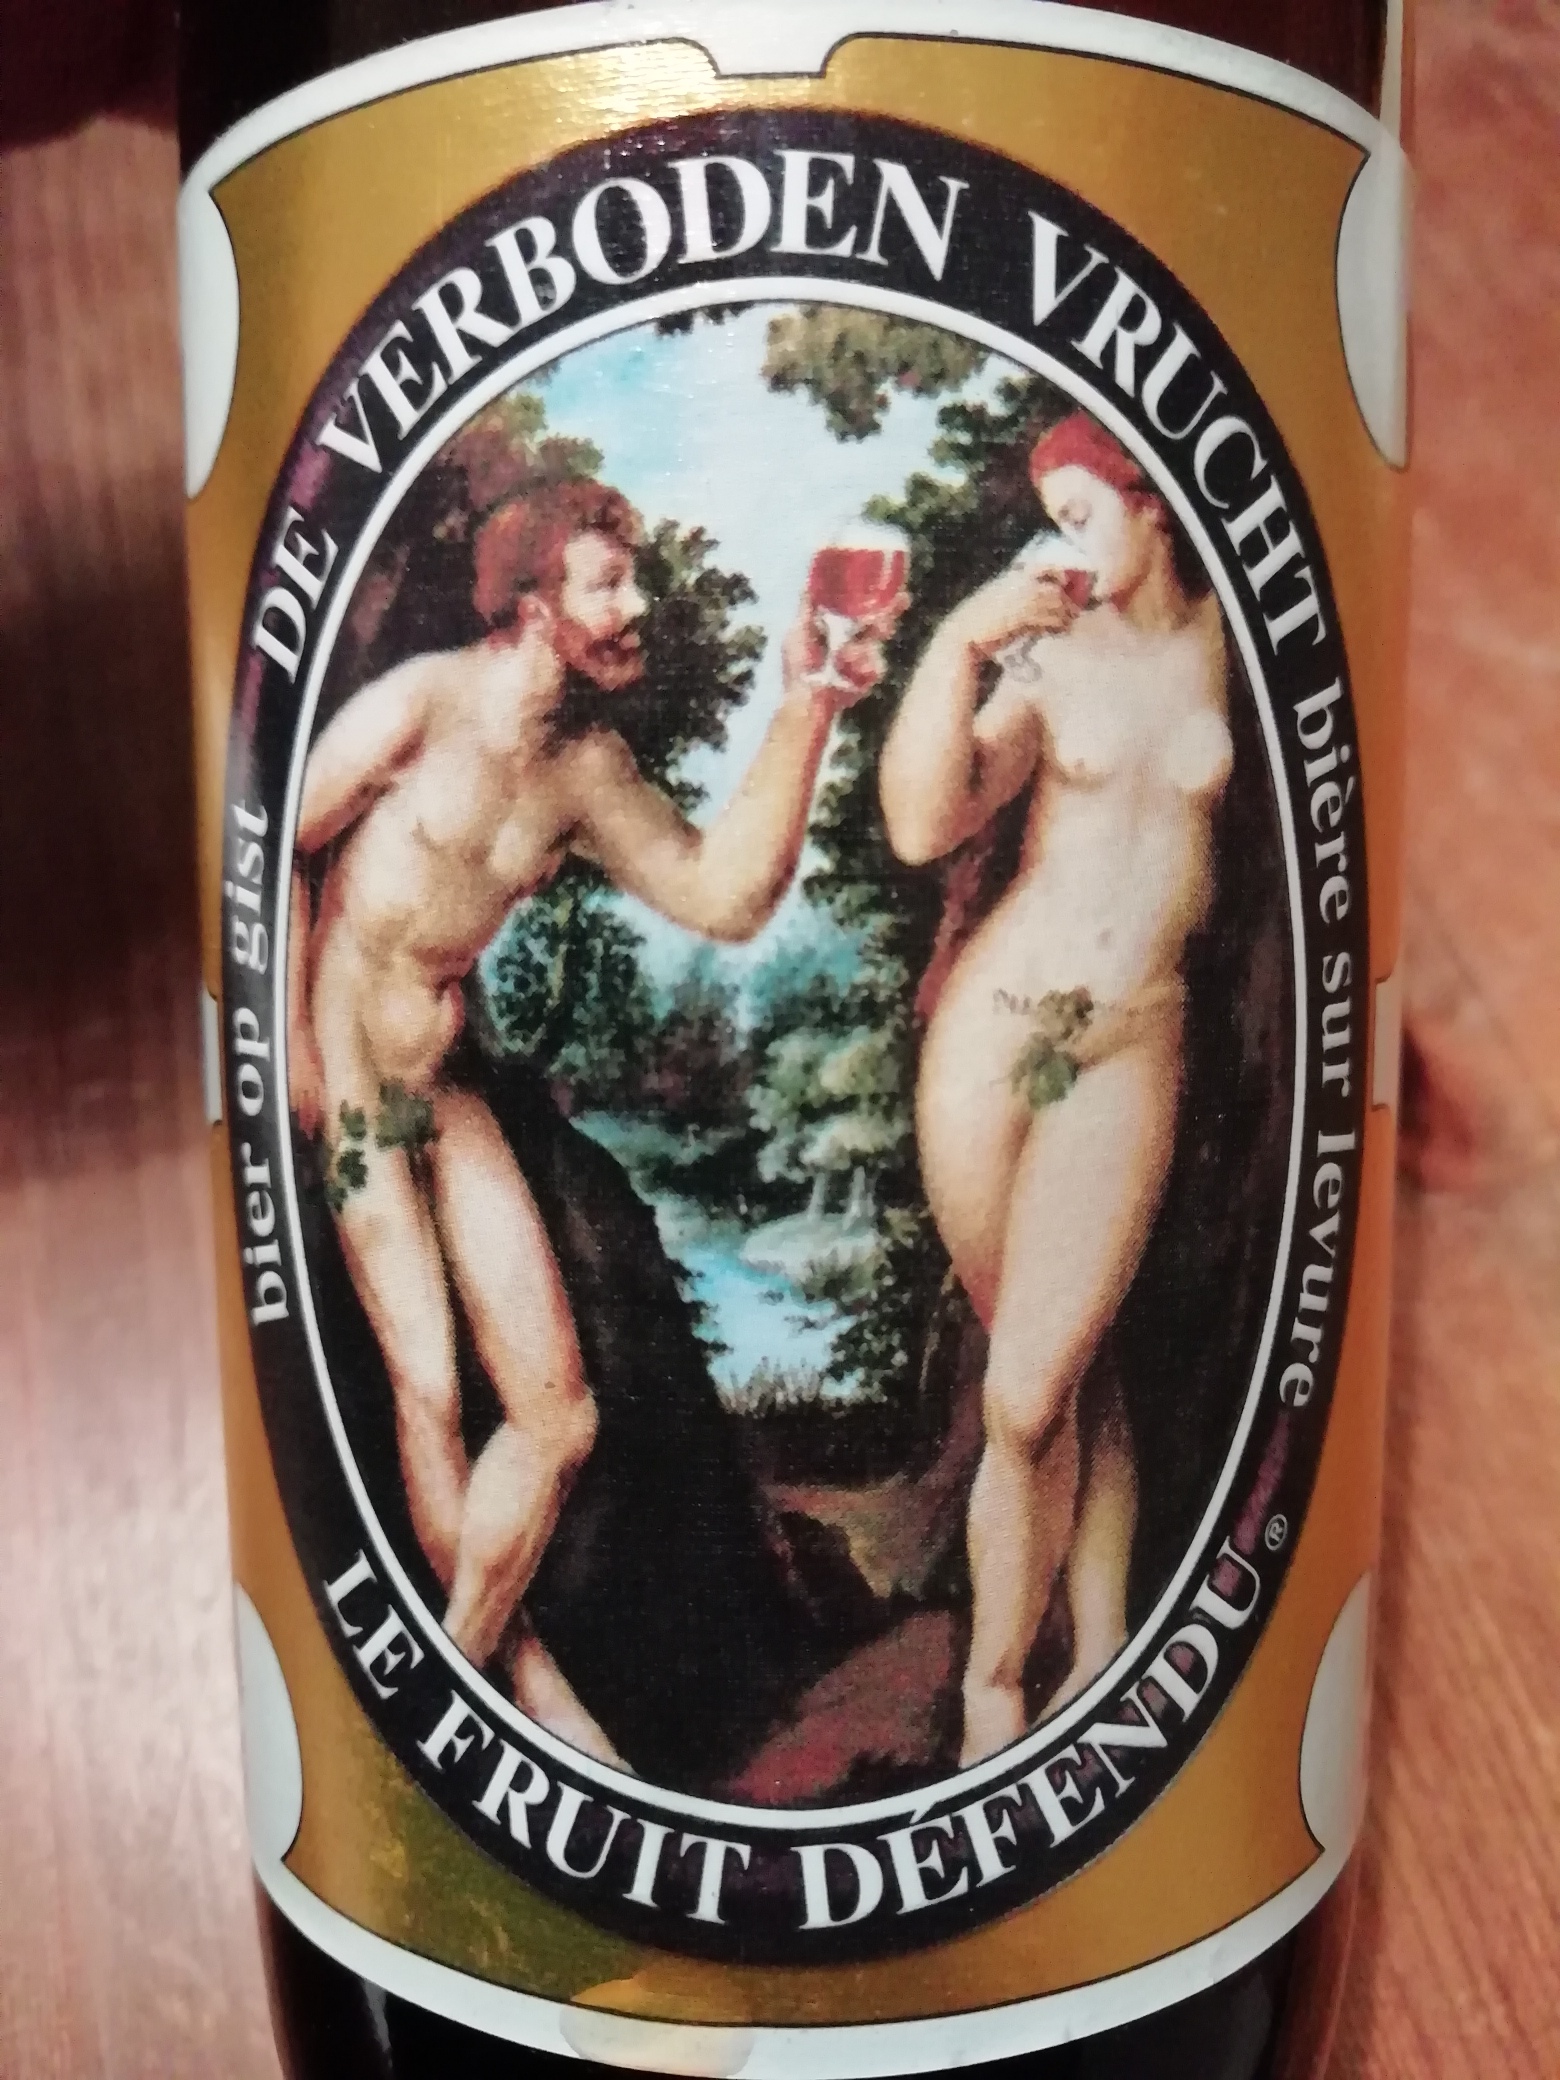 DE VERBODEN VRUCHT
bier op gist
bière sur levure
LE FRUIT DÉFENDU ®